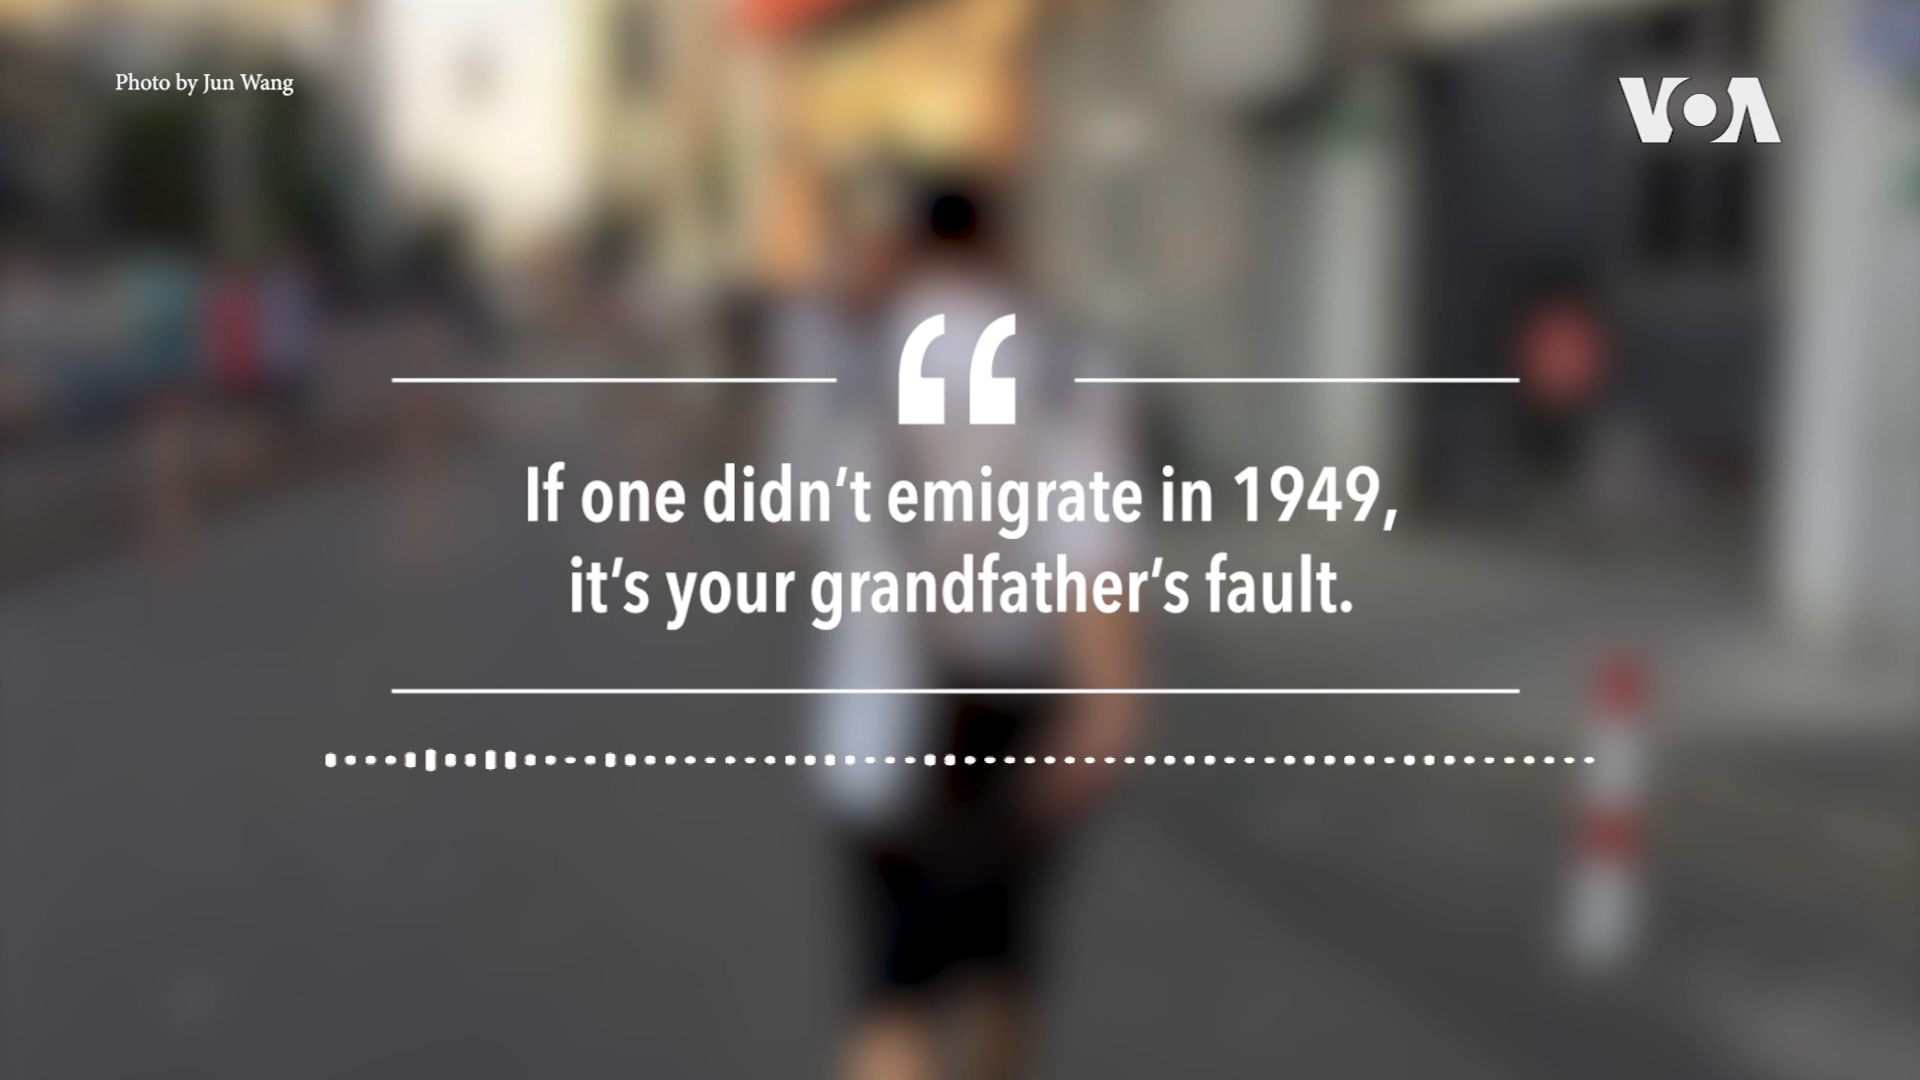 Photo by Jun Wang
VOA
“
If one didn’t emigrate in 1949,
it’s your grandfather’s fault.